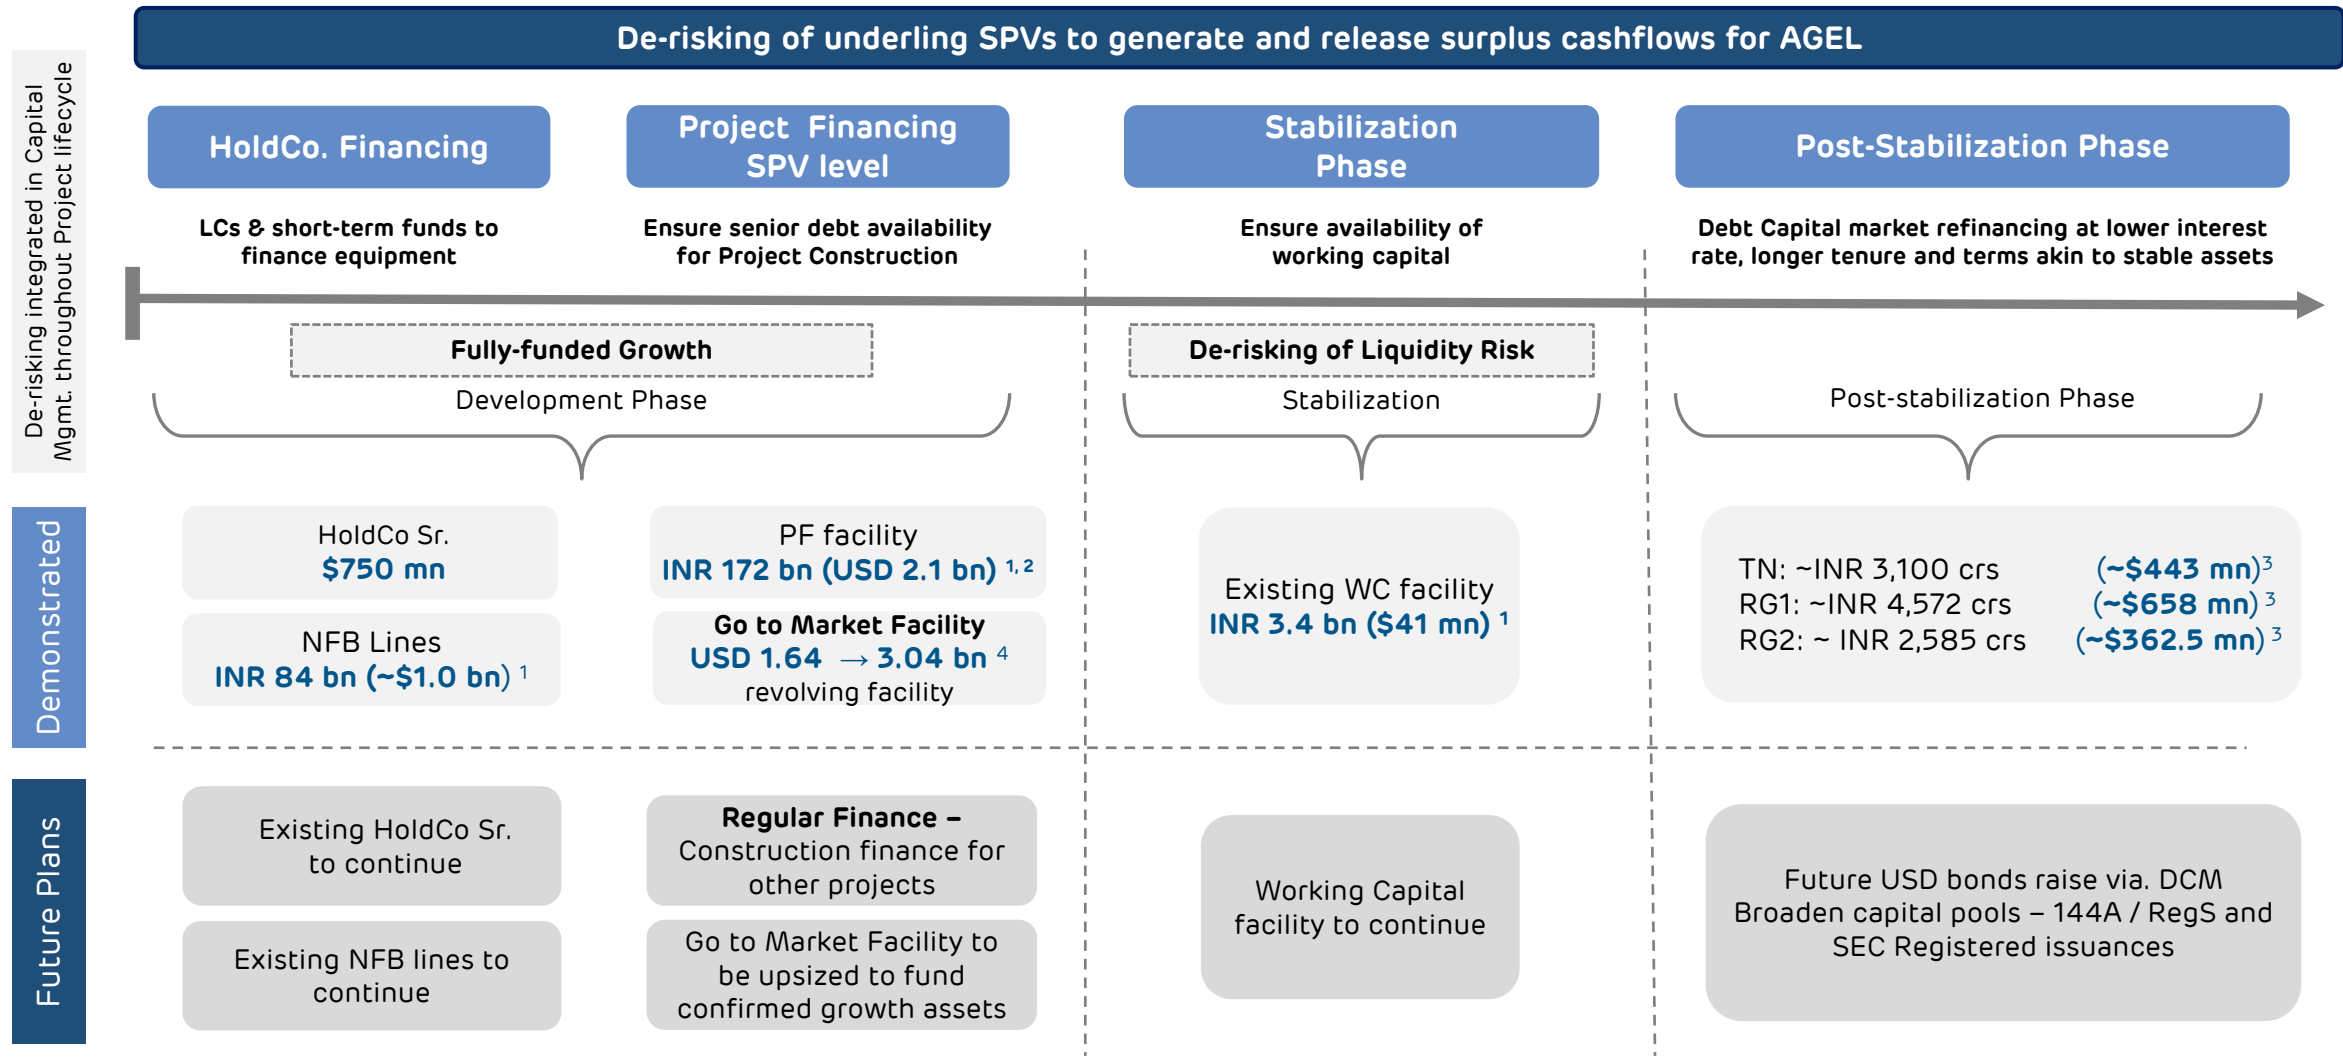 De-risking of underling SPVs to generate and release surplus cashflows for AGEL
De-risking integrated in Capital
Mgmt. throughout Project lifecycle
HoldCo. Financing
Project Financing
SPV level
Stabilization
Phase
Post-Stabilization Phase
LCs & short-term funds to
finance equipment
Ensure senior debt availability
for Project Construction
Ensure availability of
working capital
Debt Capital market refinancing at lower interest
rate, longer tenure and terms akin to stable assets
Fully-funded Growth
De-risking of Liquidity Risk
Development Phase
Stabilization
Post-stabilization Phase
Demonstrated
HoldCo Sr.
$750 mn
NFB Lines
INR 84 bn (~$1.0 bn) 1
PF facility
INR 172 bn (USD 2.1 bn) 1, 2
Go to Market Facility
USD 1.64 → 3.04 bn 4
revolving facility
Existing WC facility
INR 3.4 bn ($41 mn) 1
TN: ~INR 3,100 crs (~$443 mn)3
RG1: ~INR 4,572 crs (~$658 mn) 3
RG2: ~ INR 2,585 crs (~$362.5 mn) 3
Future Plans
Existing HoldCo Sr.
to continue
Existing NFB lines to
continue
Regular Finance –
Construction finance for
other projects
Go to Market Facility to
be upsized to fund
confirmed growth assets
Working Capital
facility to continue
Future USD bonds raise via. DCM
Broaden capital pools – 144A / RegS and
SEC Registered issuances